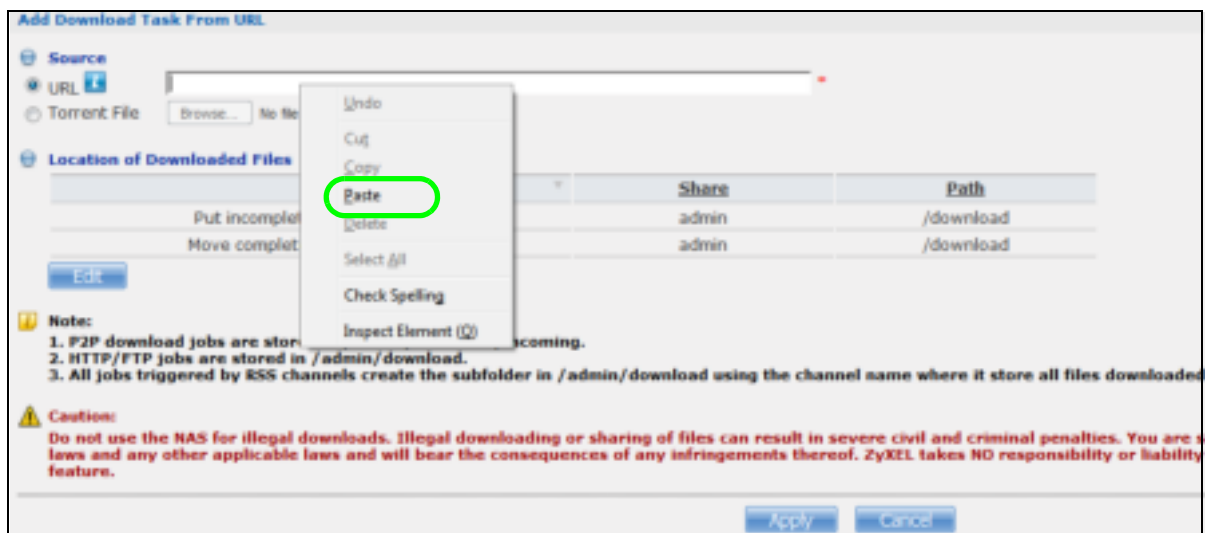 Add Download Task From URL
Source
URL
*
Torrent File Browse... No file
Undo
Cut
Copy
Paste
Delete
Select All
Check Spelling
Inspect Element (Q)
Location of Downloaded Files
Share Path
Put incomplet admin /download
Move complet admin /download
Edit
Note:
1. P2P download jobs are stor coming.
2. HTTP/FTP jobs are stored in /admin/download.
3. All jobs triggered by RSS channels create the subfolder in /admin/download using the channel name where it store all files downloaded
Caution:
Do not use the NAS for illegal downloads. Illegal downloading or sharing of files can result in severe civil and criminal penalties. You are s
laws and any other applicable laws and will bear the consequences of any infringements thereof. ZyXEL takes NO responsibility or liability
feature.
Apply Cancel